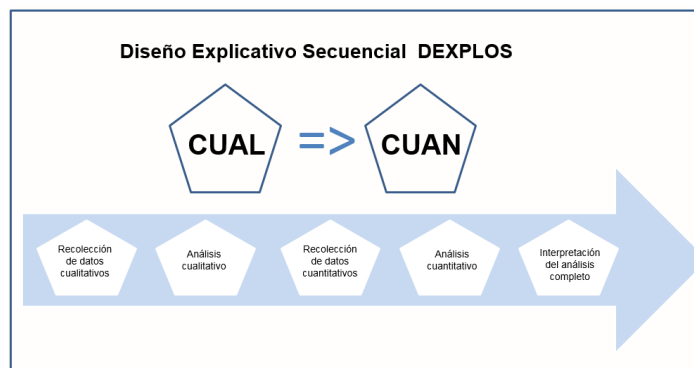 Diseño Explicativo Secuencial DEXPLOS
CUAL => CUAN
Recolección
de datos
cualitativos
Análisis
cualitativo
Recolección
de datos
cuantitativos
Análisis
cuantitativo
Interpretación
del análisis
completo